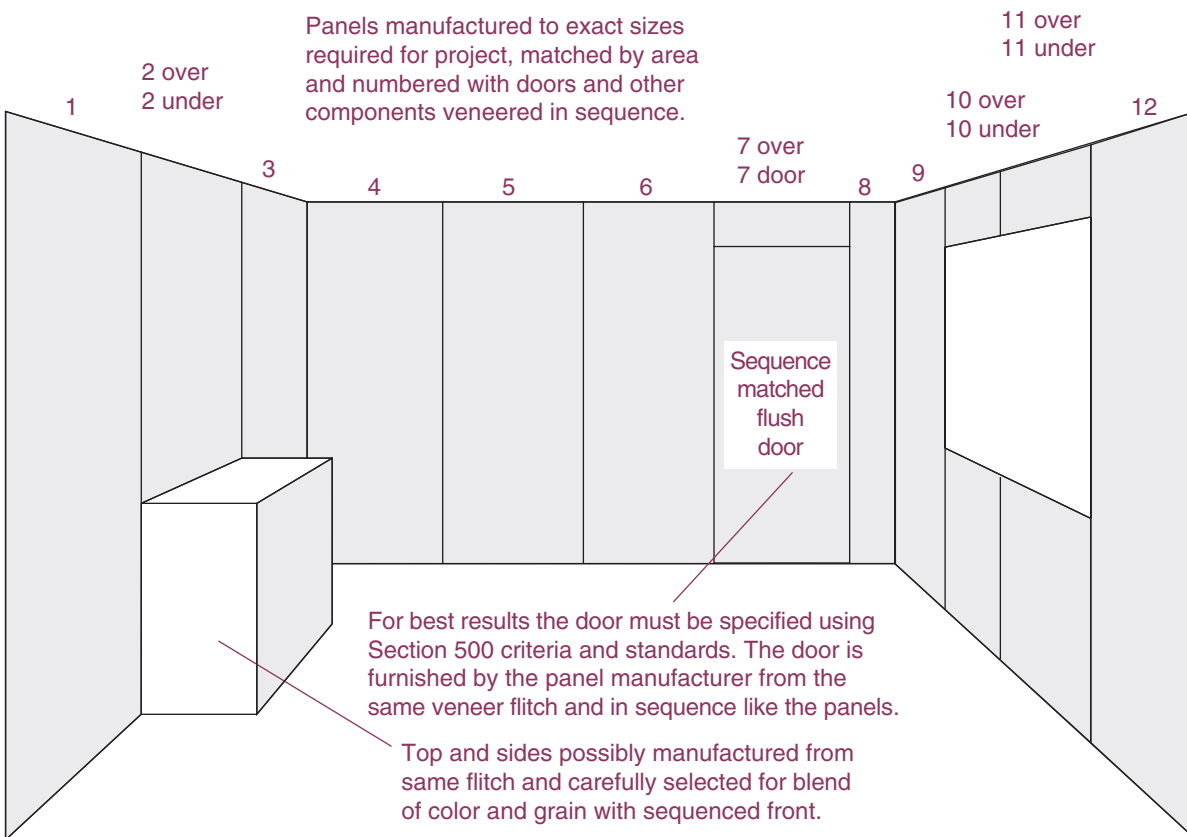 Panels manufactured to exact sizes
required for project, matched by area
and numbered with doors and other
components veneered in sequence.
1
2 over
2 under
3
4
5
6
7 over
7 door
8
9
10 over
10 under
11 over
11 under
12
Sequence
matched
flush
door
For best results the door must be specified using
Section 500 criteria and standards. The door is
furnished by the panel manufacturer from the
same veneer flitch and in sequence like the panels.
Top and sides possibly manufactured from
same flitch and carefully selected for blend
of color and grain with sequenced front.